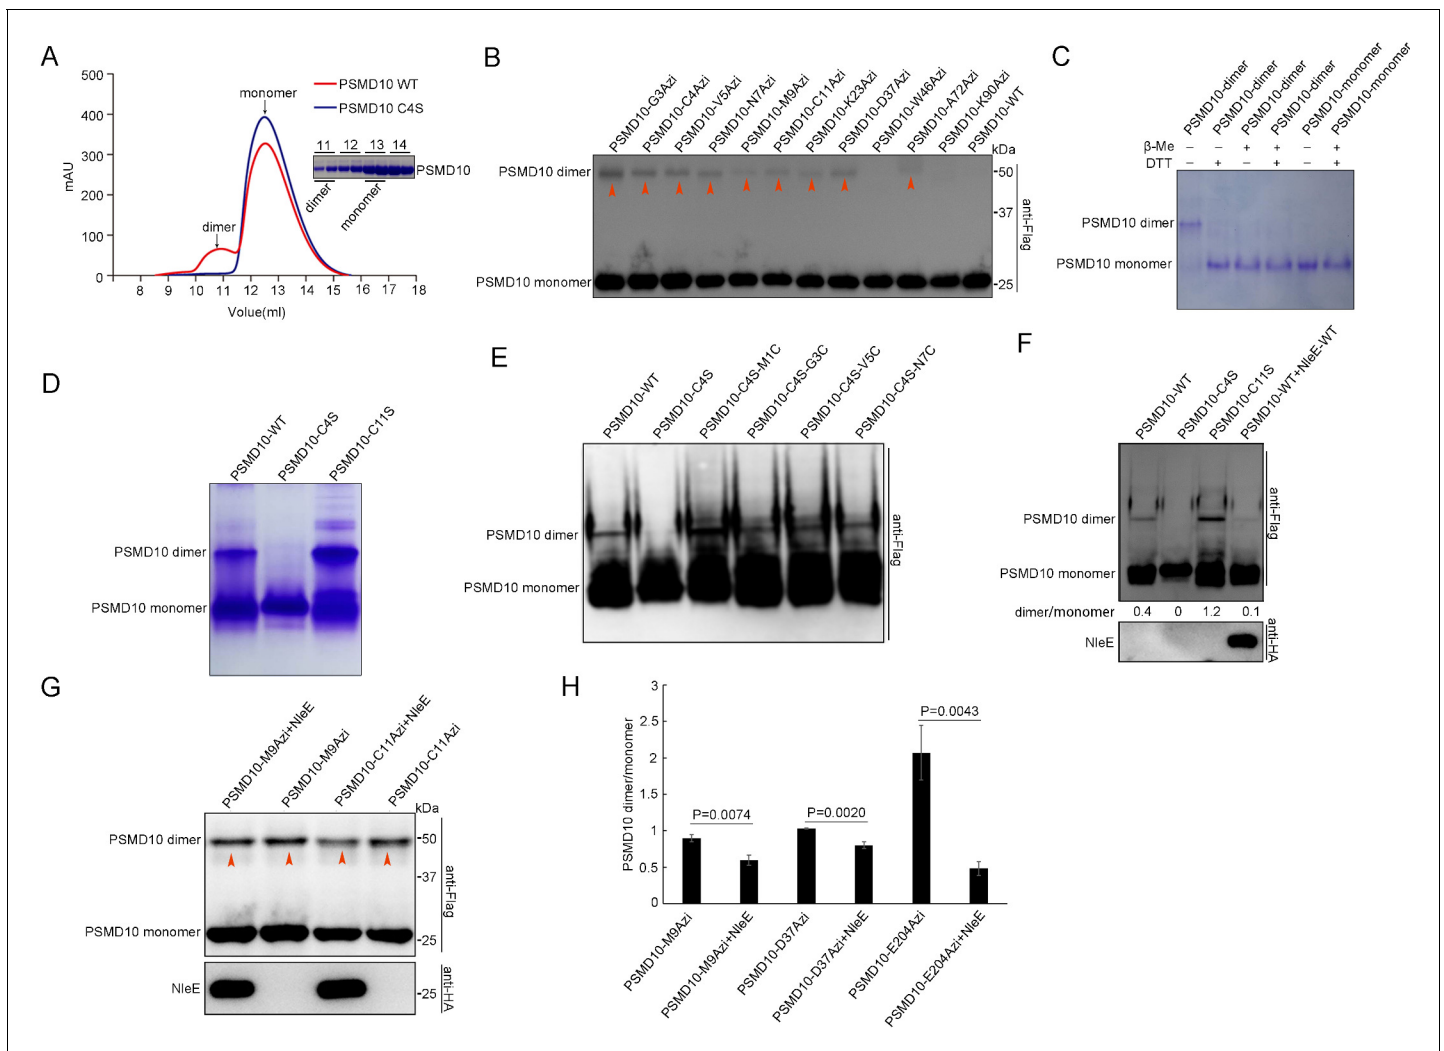 A
500
400
300
200
100
0
mAU
8 9 10 11 12 13 14 15 16 17 18
Volue(ml)
monomer
dimer
PSMD10 WT
PSMD10 C4S
11 12 13 14
PSMD10
dimer
monomer
B
PSMD10-G3Azi
PSMD10-C4Azi
PSMD10-V5Azi
PSMD10-N7Azi
PSMD10-M9Azi
PSMD10-C11Azi
PSMD10-K23Azi
PSMD10-D37Azi
PSMD10-W46Azi
PSMD10-A72Azi
PSMD10-K90Azi
PSMD10-WT
kDa
PSMD10 dimer
-50
-37
PSMD10 monomer
-25
anti-Flag
C
PSMD10-dimer
PSMD10-dimer
PSMD10-dimer
PSMD10-dimer
PSMD10-monomer
PSMD10-monomer
β-Me – – + + – +
DTT – + – + – +
PSMD10 dimer
PSMD10 monomer
D
PSMD10-WT
PSMD10-C4S
PSMD10-C11S
PSMD10 dimer
PSMD10 monomer
E
PSMD10-WT
PSMD10-C4S
PSMD10-C4S-M1C
PSMD10-C4S-G3C
PSMD10-C4S-V5C
PSMD10-C4S-N7C
PSMD10 dimer
PSMD10 monomer
anti-Flag
F
PSMD10-WT
PSMD10-C4S
PSMD10-C11S
PSMD10-WT+NleE-WT
PSMD10 dimer
PSMD10 monomer
anti-Flag
dimer/monomer 0.4 0 1.2 0.1
NleE
anti-HA
G
PSMD10-M9Azi+NleE
PSMD10-M9Azi
PSMD10-C11Azi+NleE
PSMD10-C11Azi
kDa
PSMD10 dimer
-50
-37
PSMD10 monomer
-25
anti-Flag
NleE
-25
anti-HA
H
3
2.5
2
1.5
1
0.5
0
PSMD10 dimer/monomer
P=0.0074
P=0.0020
P=0.0043
PSMD10-M9Azi
PSMD10-M9Azi+NleE
PSMD10-D37Azi
PSMD10-D37Azi+NleE
PSMD10-E204Azi
PSMD10-E204Azi+NleE